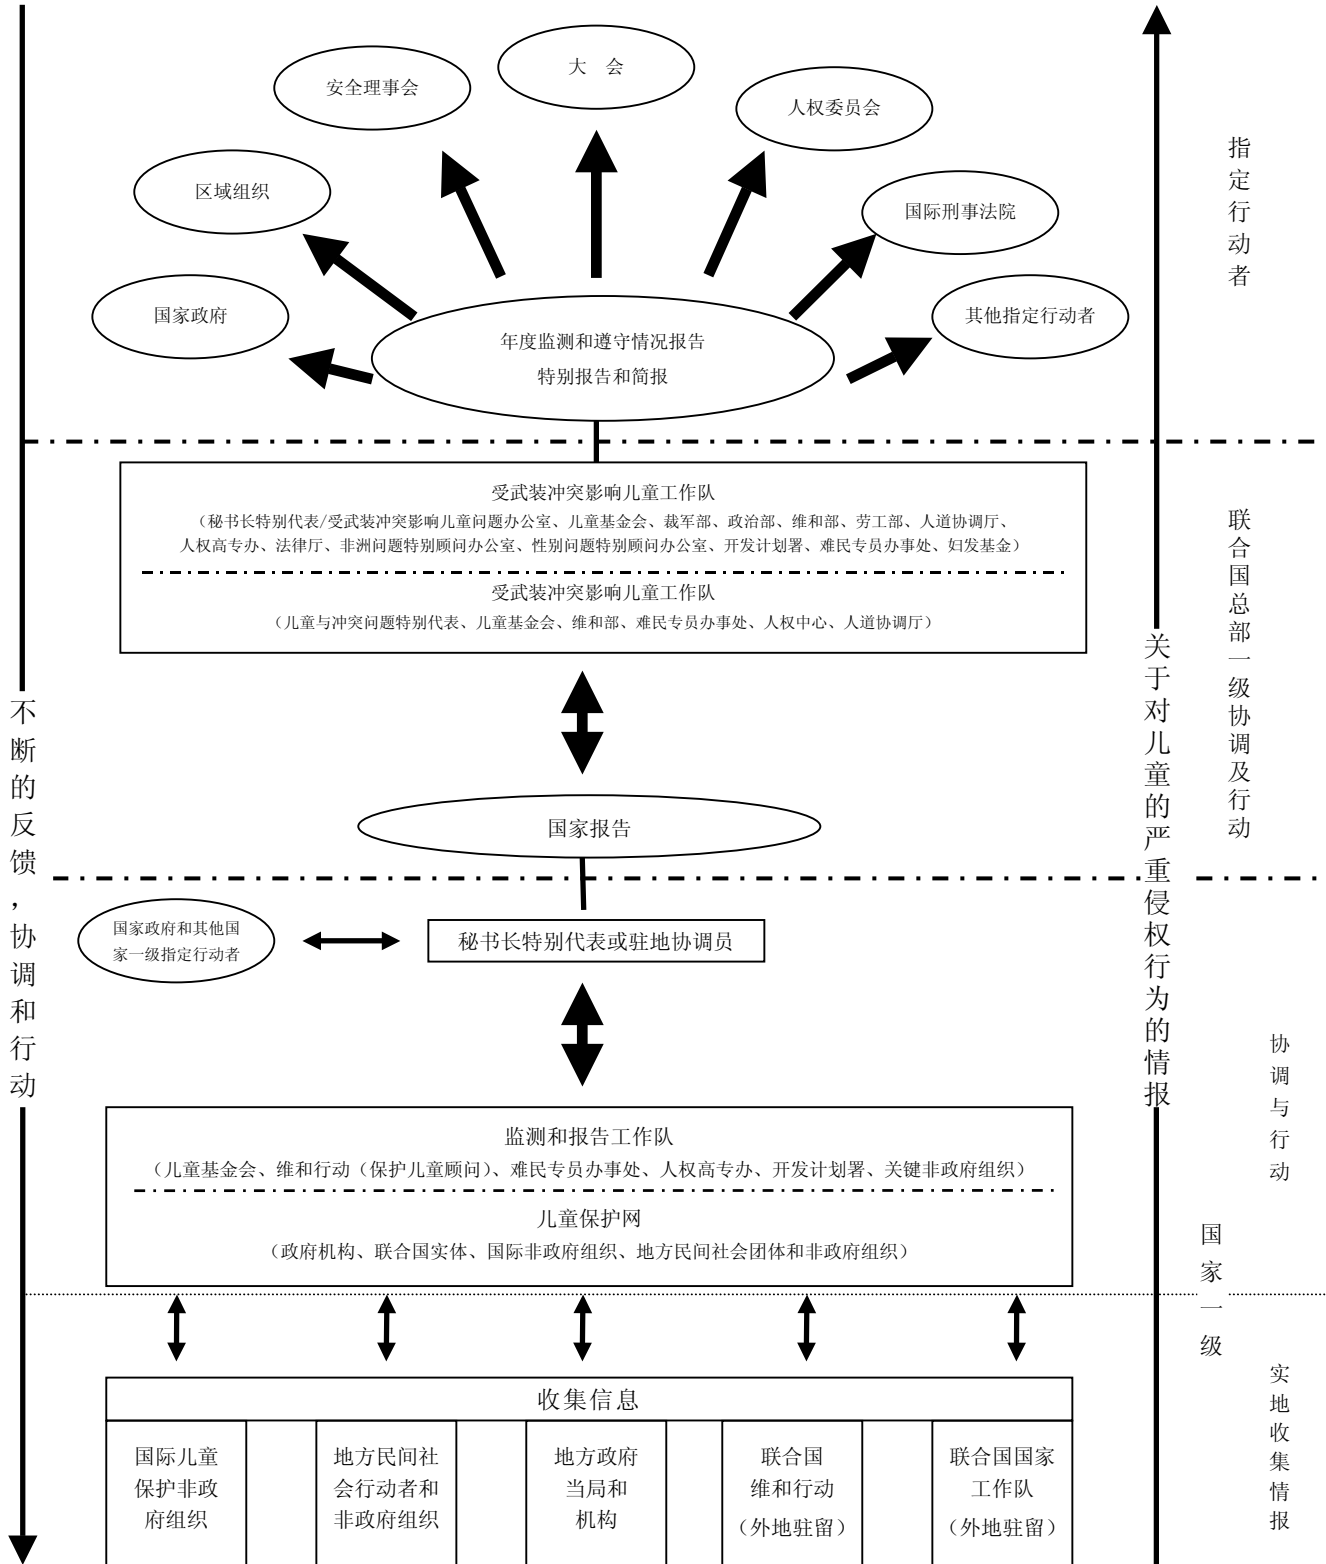 大 会
安全理事会
人权委员会
区域组织
国际刑事法院
国家政府
其他指定行动者
年度监测和遵守情况报告
特别报告和简报
指定行动者
受武装冲突影响儿童工作队
（秘书长特别代表/受武装冲突影响儿童问题办公室、儿童基金会、裁军部、政治部、维和部、劳工部、人道协调厅、
人权高专办、法律厅、非洲问题特别顾问办公室、性别问题特别顾问办公室、开发计划署、难民专员办事处、妇发基金）
受武装冲突影响儿童工作队
（儿童与冲突问题特别代表、儿童基金会、维和部、难民专员办事处、人权中心、人道协调厅）
联合国总部一级协调及行动
不断的反馈，协调和行动
关于对儿童的严重侵权行为的情报
国家报告
国家政府和其他国
家一级指定行动者
秘书长特别代表或驻地协调员
协调与行动
监测和报告工作队
（儿童基金会、维和行动（保护儿童顾问）、难民专员办事处、人权高专办、开发计划署、关键非政府组织）
儿童保护网
（政府机构、联合国实体、国际非政府组织、地方民间社会团体和非政府组织）
国家一级
实地收集情报
收集信息
国际儿童
保护非政
府组织
地方民间社
会行动者和
非政府组织
地方政府
当局和
机构
联合国
维和行动
（外地驻留）
联合国国家
工作队
（外地驻留）